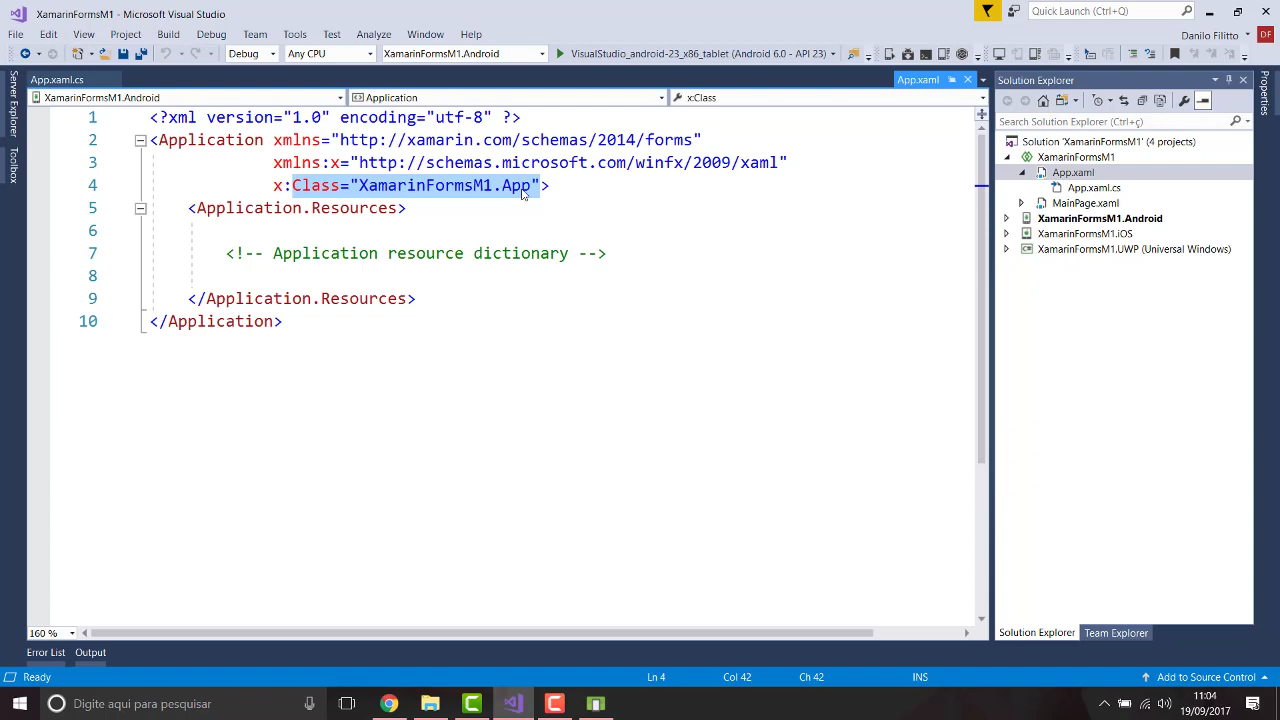 XamarinFormsM1 - Microsoft Visual Studio
Quick Launch (Ctrl+Q)
File Edit View Project Build Debug Team Tools Test Analyze Window Help
Danilo Filitto
DF
Debug Any CPU XamarinFormsM1.Android VisualStudio_android-23_x86_tablet (Android 6.0 - API 23)
App.xaml.cs
App.xaml
XamarinFormsM1.Android
Application
x:Class
1 <?xml version="1.0" encoding="utf-8" ?>
2 <Application xmlns="http://xamarin.com/schemas/2014/forms"
3 xmlns:x="http://schemas.microsoft.com/winfx/2009/xaml"
4 x:Class="XamarinFormsM1.App">
5 <Application.Resources>
6
7 <!-- Application resource dictionary -->
8
9 </Application.Resources>
10 </Application>
160 %
Server Explorer
Toolbox
Solution Explorer
Search Solution Explorer (Ctrl+ç)
Solution 'XamarinFormsM1' (4 projects)
XamarinFormsM1
App.xaml
App.xaml.cs
MainPage.xaml
XamarinFormsM1.Android
XamarinFormsM1.iOS
XamarinFormsM1.UWP (Universal Windows)
Solution Explorer Team Explorer
Properties
Error List Output
Ready
Ln 4 Col 42 Ch 42 INS
Add to Source Control
Digite aqui para pesquisar
11:04
19/09/2017